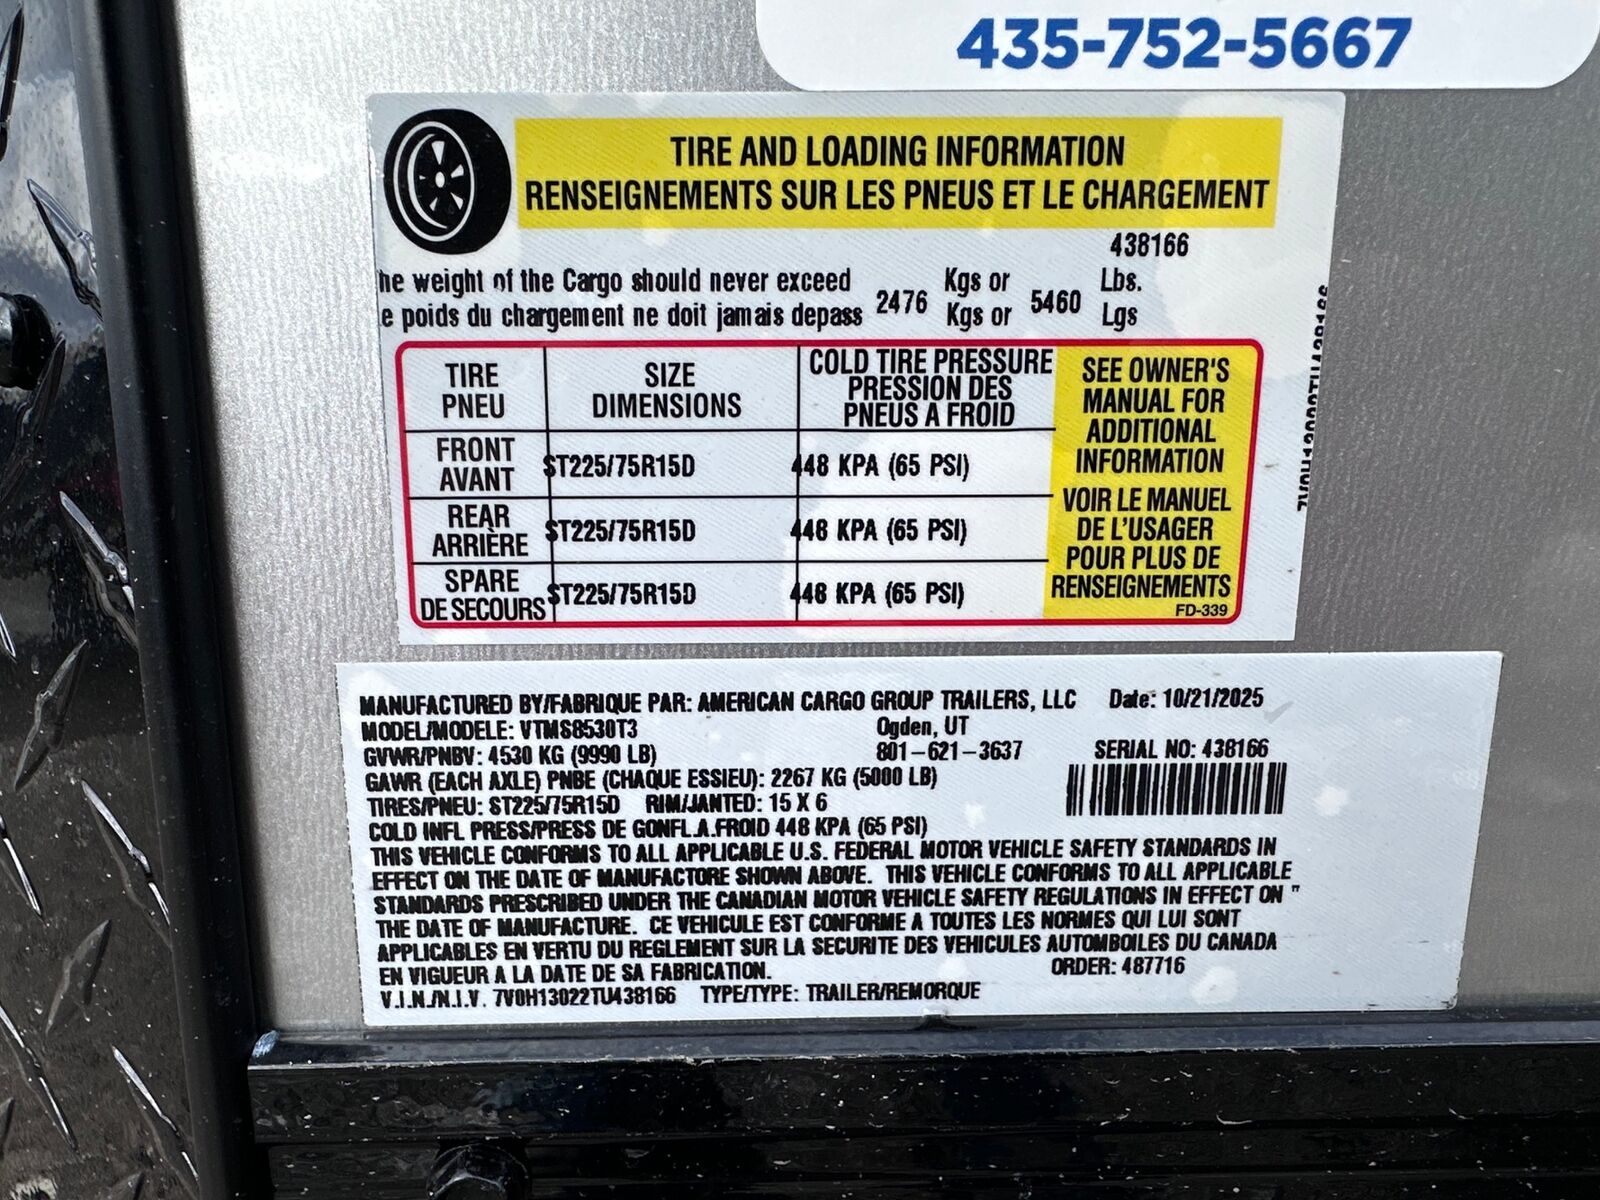 435-752-5667
TIRE AND LOADING INFORMATION
RENSEIGNEMENTS SUR LES PNEUS ET LE CHARGEMENT
438166
he weight of the Cargo should never exceed 2476 Kgs or 5460 Lbs.
e poids du chargement ne doit jamais depass Kgs or Lgs
TIRE PNEU
SIZE DIMENSIONS
COLD TIRE PRESSURE
PRESSION DES
PNEUS A FROID
FRONT AVANT ST225/75R15D 448 KPA (65 PSI)
REAR ARRIÈRE ST225/75R15D 448 KPA (65 PSI)
SPARE DE SECOURS ST225/75R15D 448 KPA (65 PSI)
SEE OWNER'S
MANUAL FOR
ADDITIONAL
INFORMATION
VOIR LE MANUEL
DE L'USAGER
POUR PLUS DE
RENSEIGNEMENTS
FD-339
MANUFACTURED BY/FABRIQUE PAR: AMERICAN CARGO GROUP TRAILERS, LLC Date: 10/21/2025
MODEL/MODELE: VTMS8530T3 Ogden, UT
GVWR/PNBV: 4530 KG (9990 LB) 801-621-3637 SERIAL NO: 438166
GAWR (EACH AXLE) PNBE (CHAQUE ESSIEU): 2267 KG (5000 LB)
TIRES/PNEU: ST225/75R15D RIM/JANTED: 15 X 6
COLD INFL PRESS/PRESS DE GONFL.A.FROID 448 KPA (65 PSI)
THIS VEHICLE CONFORMS TO ALL APPLICABLE U.S. FEDERAL MOTOR VEHICLE SAFETY STANDARDS IN
EFFECT ON THE DATE OF MANUFACTORE SHOWN ABOVE. THIS VEHICLE CONFORMS TO ALL APPLICABLE
STANDARDS PRESCRIBED UNDER THE CANADIAN MOTOR VEHICLE SAFETY REGULATIONS IN EFFECT ON "
THE DATE OF MANUFACTURE. CE VEHICULE EST CONFORME A TOUTES LES NORMES QUI LUI SONT
APPLICABLES EN VERTU DU REGLEMENT SUR LA SECURITE DES VEHICULES AUTOMBOILES DU CANADA
EN VIGUEUR A LA DATE DE SA FABRICATION. ORDER: 487716
V.I.N./N.I.V. 7V0H13022TU438166 TYPE/TYPE: TRAILER/REMORQUE